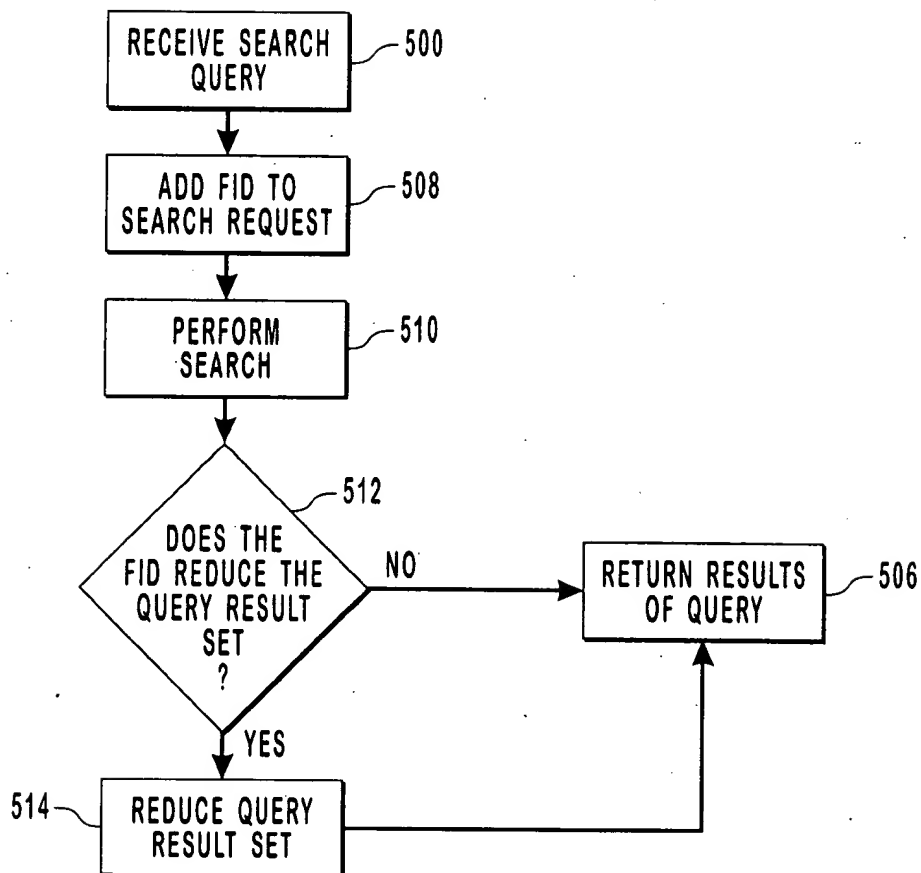 RECEIVE SEARCH
QUERY
500
ADD FID TO
SEARCH REQUEST
508
PERFORM
SEARCH
510
512
DOES THE
FID REDUCE THE
QUERY RESULT
SET
?
NO
RETURN RESULTS
OF QUERY
506
YES
514
REDUCE QUERY
RESULT SET